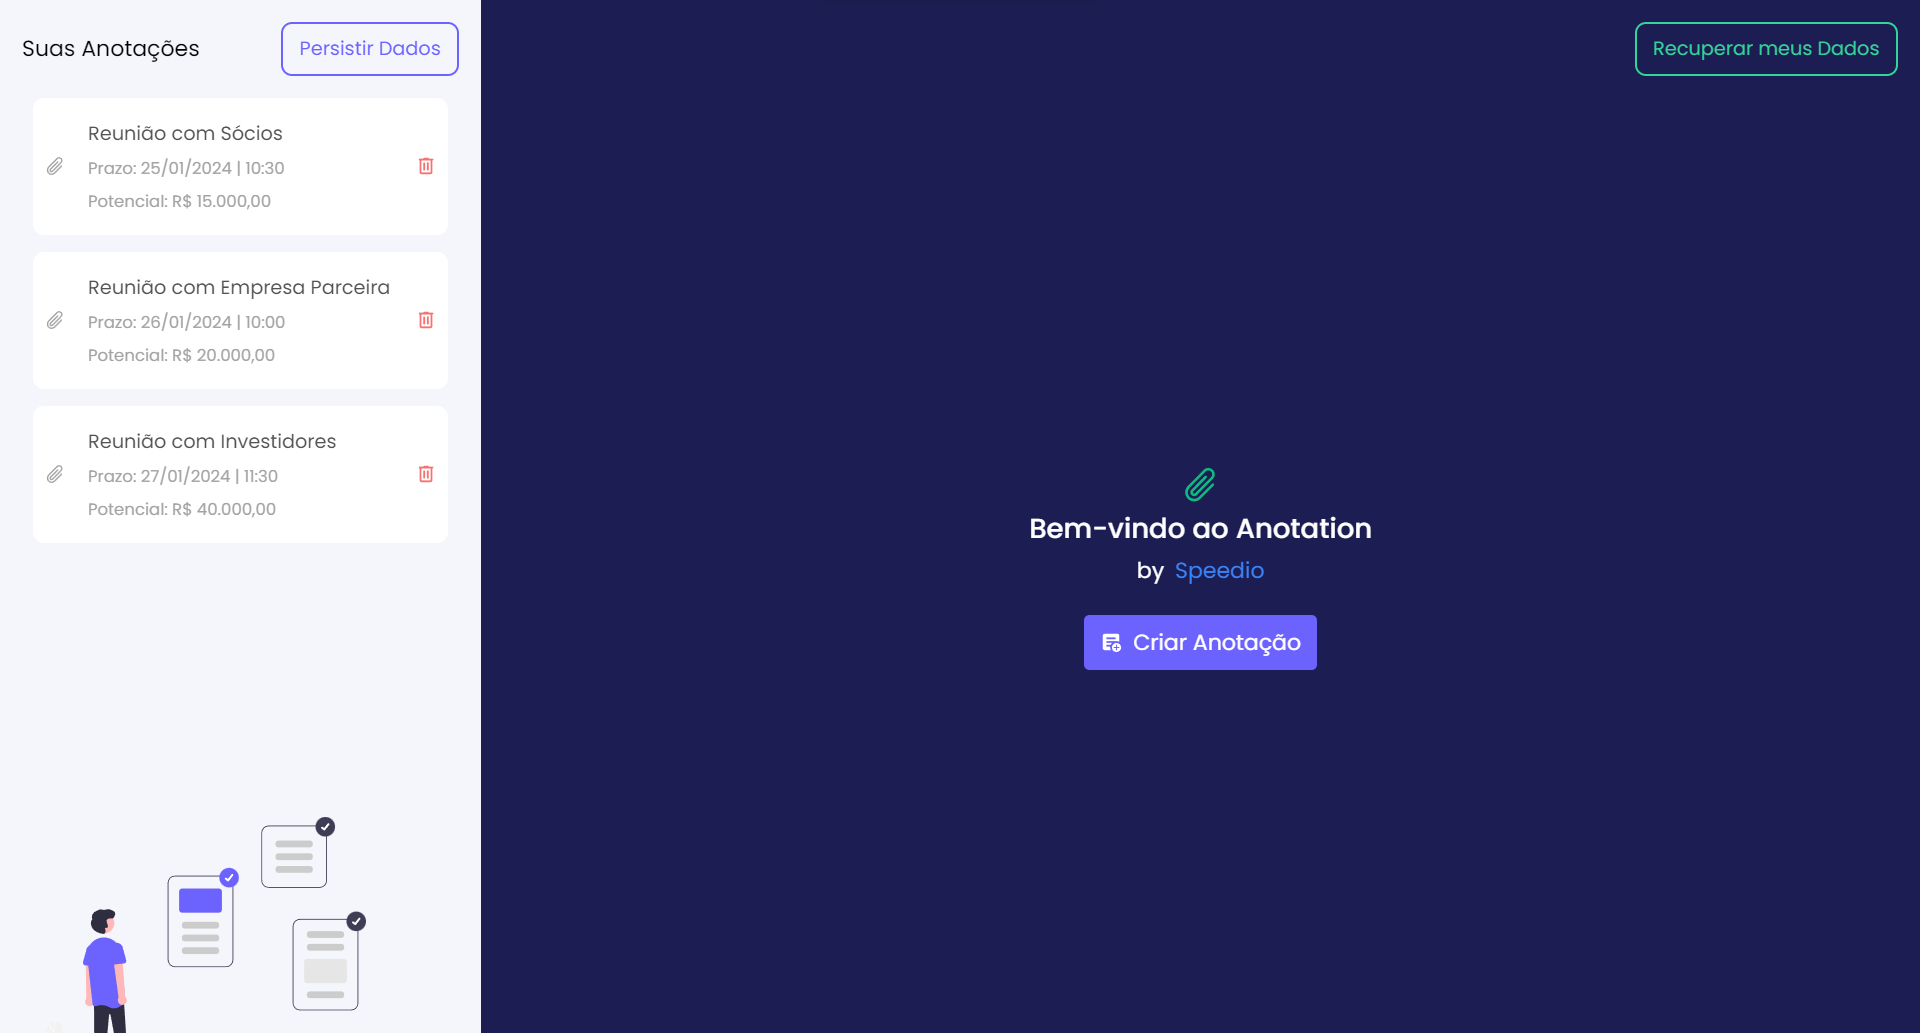 Suas Anotações
Persistir Dados
Reunião com Sócios
Prazo: 25/01/2024 | 10:30
Potencial: R$ 15.000,00
Reunião com Empresa Parceira
Prazo: 26/01/2024 | 10:00
Potencial: R$ 20.000,00
Reunião com Investidores
Prazo: 27/01/2024 | 11:30
Potencial: R$ 40.000,00
Recuperar meus Dados
Bem-vindo ao Anotation
by Speedio
Criar Anotação